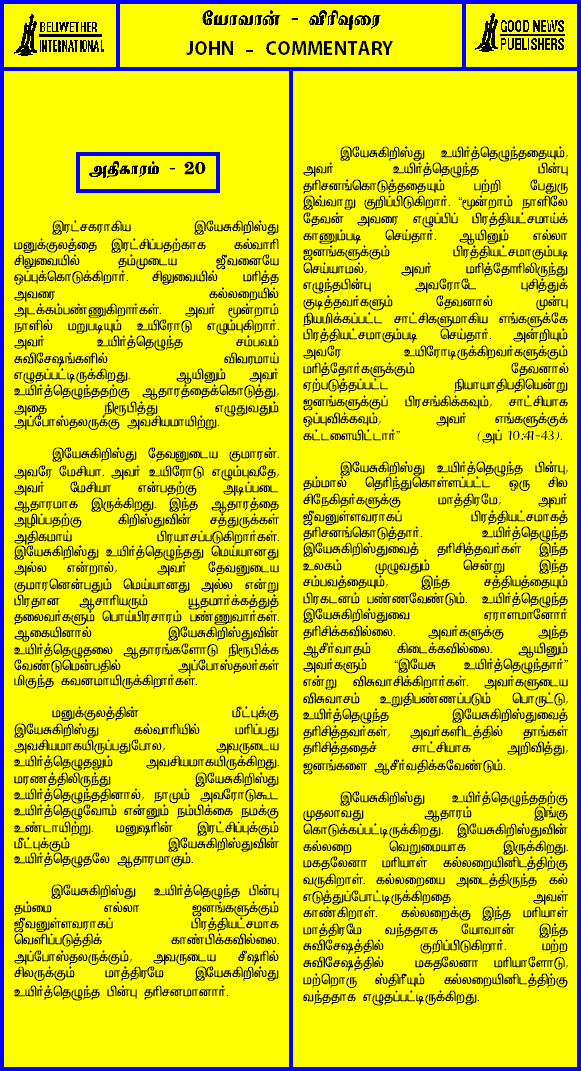 BELLWETHER
INTERNATIONAL
யோவான் - விரிவுரை
JOHN - COMMENTARY
GOOD NEWS
PUBLISHERS
அதிகாரம் - 20
இரட்சகராகிய இயேசுகிறிஸ்து
மனுக்குலத்தை இரட்சிப்பதற்காக கல்வாரி
சிலுவையில் தம்முடைய ஜீவனையே
ஒப்புக்கொடுக்கிறார். சிலுவையில் மரித்த
அவரை கல்லறையில்
அடக்கம்பண்ணுகிறார்கள். அவர் மூன்றாம்
நாளில் மறுபடியும் உயிரோடு எழும்புகிறார்.
அவர் உயிர்த்தெழுந்த சம்பவம்
சுவிசேஷங்களில் விவரமாய்
எழுதப்பட்டிருக்கிறது. ஆயினும் அவர்
உயிர்த்தெழுந்ததற்கு ஆதாரத்தைக்கொடுத்து,
அதை நிரூபித்து எழுதுவதும்
அப்போஸ்தலருக்கு அவசியமாயிற்று.
இயேசுகிறிஸ்து தேவனுடைய குமாரன்.
அவரே மேசியா. அவர் உயிரோடு எழும்புவதே,
அவர் மேசியா என்பதற்கு அடிப்படை
ஆதாரமாக இருக்கிறது. இந்த ஆதாரத்தை
அழிப்பதற்கு கிறிஸ்துவின் சத்துருக்கள்
அதிகமாய் பிரயாசப்படுகிறார்கள்.
இயேசுகிறிஸ்து உயிர்த்தெழுந்தது மெய்யானது
அல்ல என்றால், அவர் தேவனுடைய
குமாரனென்பதும் மெய்யானது அல்ல என்று
பிரதான ஆசாரியரும் யூதமார்க்கத்துத்
தலைவர்களும் பொய்பிரசாரம் பண்ணுவார்கள்.
ஆகையினால் இயேசுகிறிஸ்துவின்
உயிர்த்தெழுதலை ஆதாரங்களோடு நிரூபிக்க
வேண்டுமென்பதில் அப்போஸ்தலர்கள்
மிகுந்த கவனமாயிருக்கிறார்கள்.
மனுக்குலத்தின் மீட்புக்கு
இயேசுகிறிஸ்து கல்வாரியில் மரிப்பது
அவசியமாகயிருப்பதுபோல, அவருடைய
உயிர்த்தெழுதலும் அவசியமாகயிருக்கிறது.
மரணத்திலிருந்து இயேசுகிறிஸ்து
உயிர்த்தெழுந்ததினால், நாமும் அவரோடுகூட
உயிர்த்தெழுவோம் என்னும் நம்பிக்கை நமக்கு
உண்டாயிற்று. மனுஷரின் இரட்சிப்புக்கும்
மீட்புக்கும் இயேசுகிறிஸ்துவின்
உயிர்த்தெழுதலே ஆதாரமாகும்.
இயேசுகிறிஸ்து உயிர்த்தெழுந்த பின்பு
தம்மை எல்லா ஜனங்களுக்கும்
ஜீவனுள்ளவராகப் பிரத்தியட்சமாக
வெளிப்படுத்திக் காண்பிக்கவில்லை.
அப்போஸ்தலருக்கும், அவருடைய சீஷரில்
சிலருக்கும் மாத்திரமே இயேசுகிறிஸ்து
உயிர்த்தெழுந்த பின்பு தரிசனமானார்.
இயேசுகிறிஸ்து உயிர்த்தெழுந்ததையும்,
அவர் உயிர்த்தெழுந்த பின்பு
தரிசனங்கொடுத்ததையும் பற்றி பேதுரு
இவ்வாறு குறிப்பிடுகிறார். "மூன்றாம் நாளிலே
தேவன் அவரை எழுப்பிப் பிரத்தியட்சமாய்க்
காணும்படி செய்தார். ஆயினும் எல்லா
ஜனங்களுக்கும் பிரத்தியட்சமாகும்படி
செய்யாமல், அவர் மரித்தோரிலிருந்து
எழுந்தபின்பு அவரோடே புசித்துக்
குடித்தவர்களும் தேவனால் முன்பு
நியமிக்கப்பட்ட சாட்சிகளுமாகிய எங்களுக்கே
பிரத்தியட்சமாகும்படி செய்தார். அன்றியும்
அவரே உயிரோடிருக்கிறவர்களுக்கும்
மரித்தோர்களுக்கும் தேவனால்
ஏற்படுத்தப்பட்ட நியாயாதிபதியென்று
ஜனங்களுக்குப் பிரசங்கிக்கவும், சாட்சியாக
ஒப்புவிக்கவும், அவர் எங்களுக்குக்
கட்டளையிட்டார்" (அப் 10:41-43).
இயேசுகிறிஸ்து உயிர்த்தெழுந்த பின்பு,
தம்மால் தெரிந்துகொள்ளப்பட்ட ஒரு சில
சிநேகிதர்களுக்கு மாத்திரமே, அவர்
ஜீவனுள்ளவராகப் பிரத்தியட்சமாகத்
தரிசனங்கொடுத்தார். உயிர்த்தெழுந்த
இயேசுகிறிஸ்துவைத் தரிசித்தவர்கள் இந்த
உலகம் முழுவதும் சென்று இந்த
சம்பவத்தையும், இந்த சத்தியத்தையும்
பிரகடனம் பண்ணவேண்டும். உயிர்த்தெழுந்த
இயேசுகிறிஸ்துவை ஏராளமானோர்
தரிசிக்கவில்லை. அவர்களுக்கு அந்த
ஆசீர்வாதம் கிடைக்கவில்லை. ஆயினும்
அவர்களும் "இயேசு உயிர்த்தெழுந்தார்"
என்று விசுவாசிக்கிறார்கள். அவர்களுடைய
விசுவாசம் உறுதிபண்ணப்படும் பொருட்டு,
உயிர்த்தெழுந்த இயேசுகிறிஸ்துவைத்
தரிசித்தவர்கள், அவர்களிடத்தில் தாங்கள்
தரிசித்ததைச் சாட்சியாக அறிவித்து,
ஜனங்களை ஆசீர்வதிக்கவேண்டும்.
இயேசுகிறிஸ்து உயிர்த்தெழுந்ததற்கு
முதலாவது ஆதாரம் இங்கு
கொடுக்கப்பட்டிருக்கிறது. இயேசுகிறிஸ்துவின்
கல்லறை வெறுமையாக இருக்கிறது.
மகதலேனா மரியாள் கல்லறையினிடத்திற்கு
வருகிறாள். கல்லறையை அடைத்திருந்த கல்
எடுத்துப்போட்டிருக்கிறதை அவள்
காண்கிறாள். கல்லறைக்கு இந்த மரியாள்
மாத்திரமே வந்ததாக யோவான் இந்த
சுவிசேஷத்தில் குறிப்பிடுகிறார். மற்ற
சுவிசேஷத்தில் மகதலேனா மரியாளோடு,
மற்றொரு ஸ்திரீயும் கல்லறையினிடத்திற்கு
வந்ததாக எழுதப்பட்டிருக்கிறது.